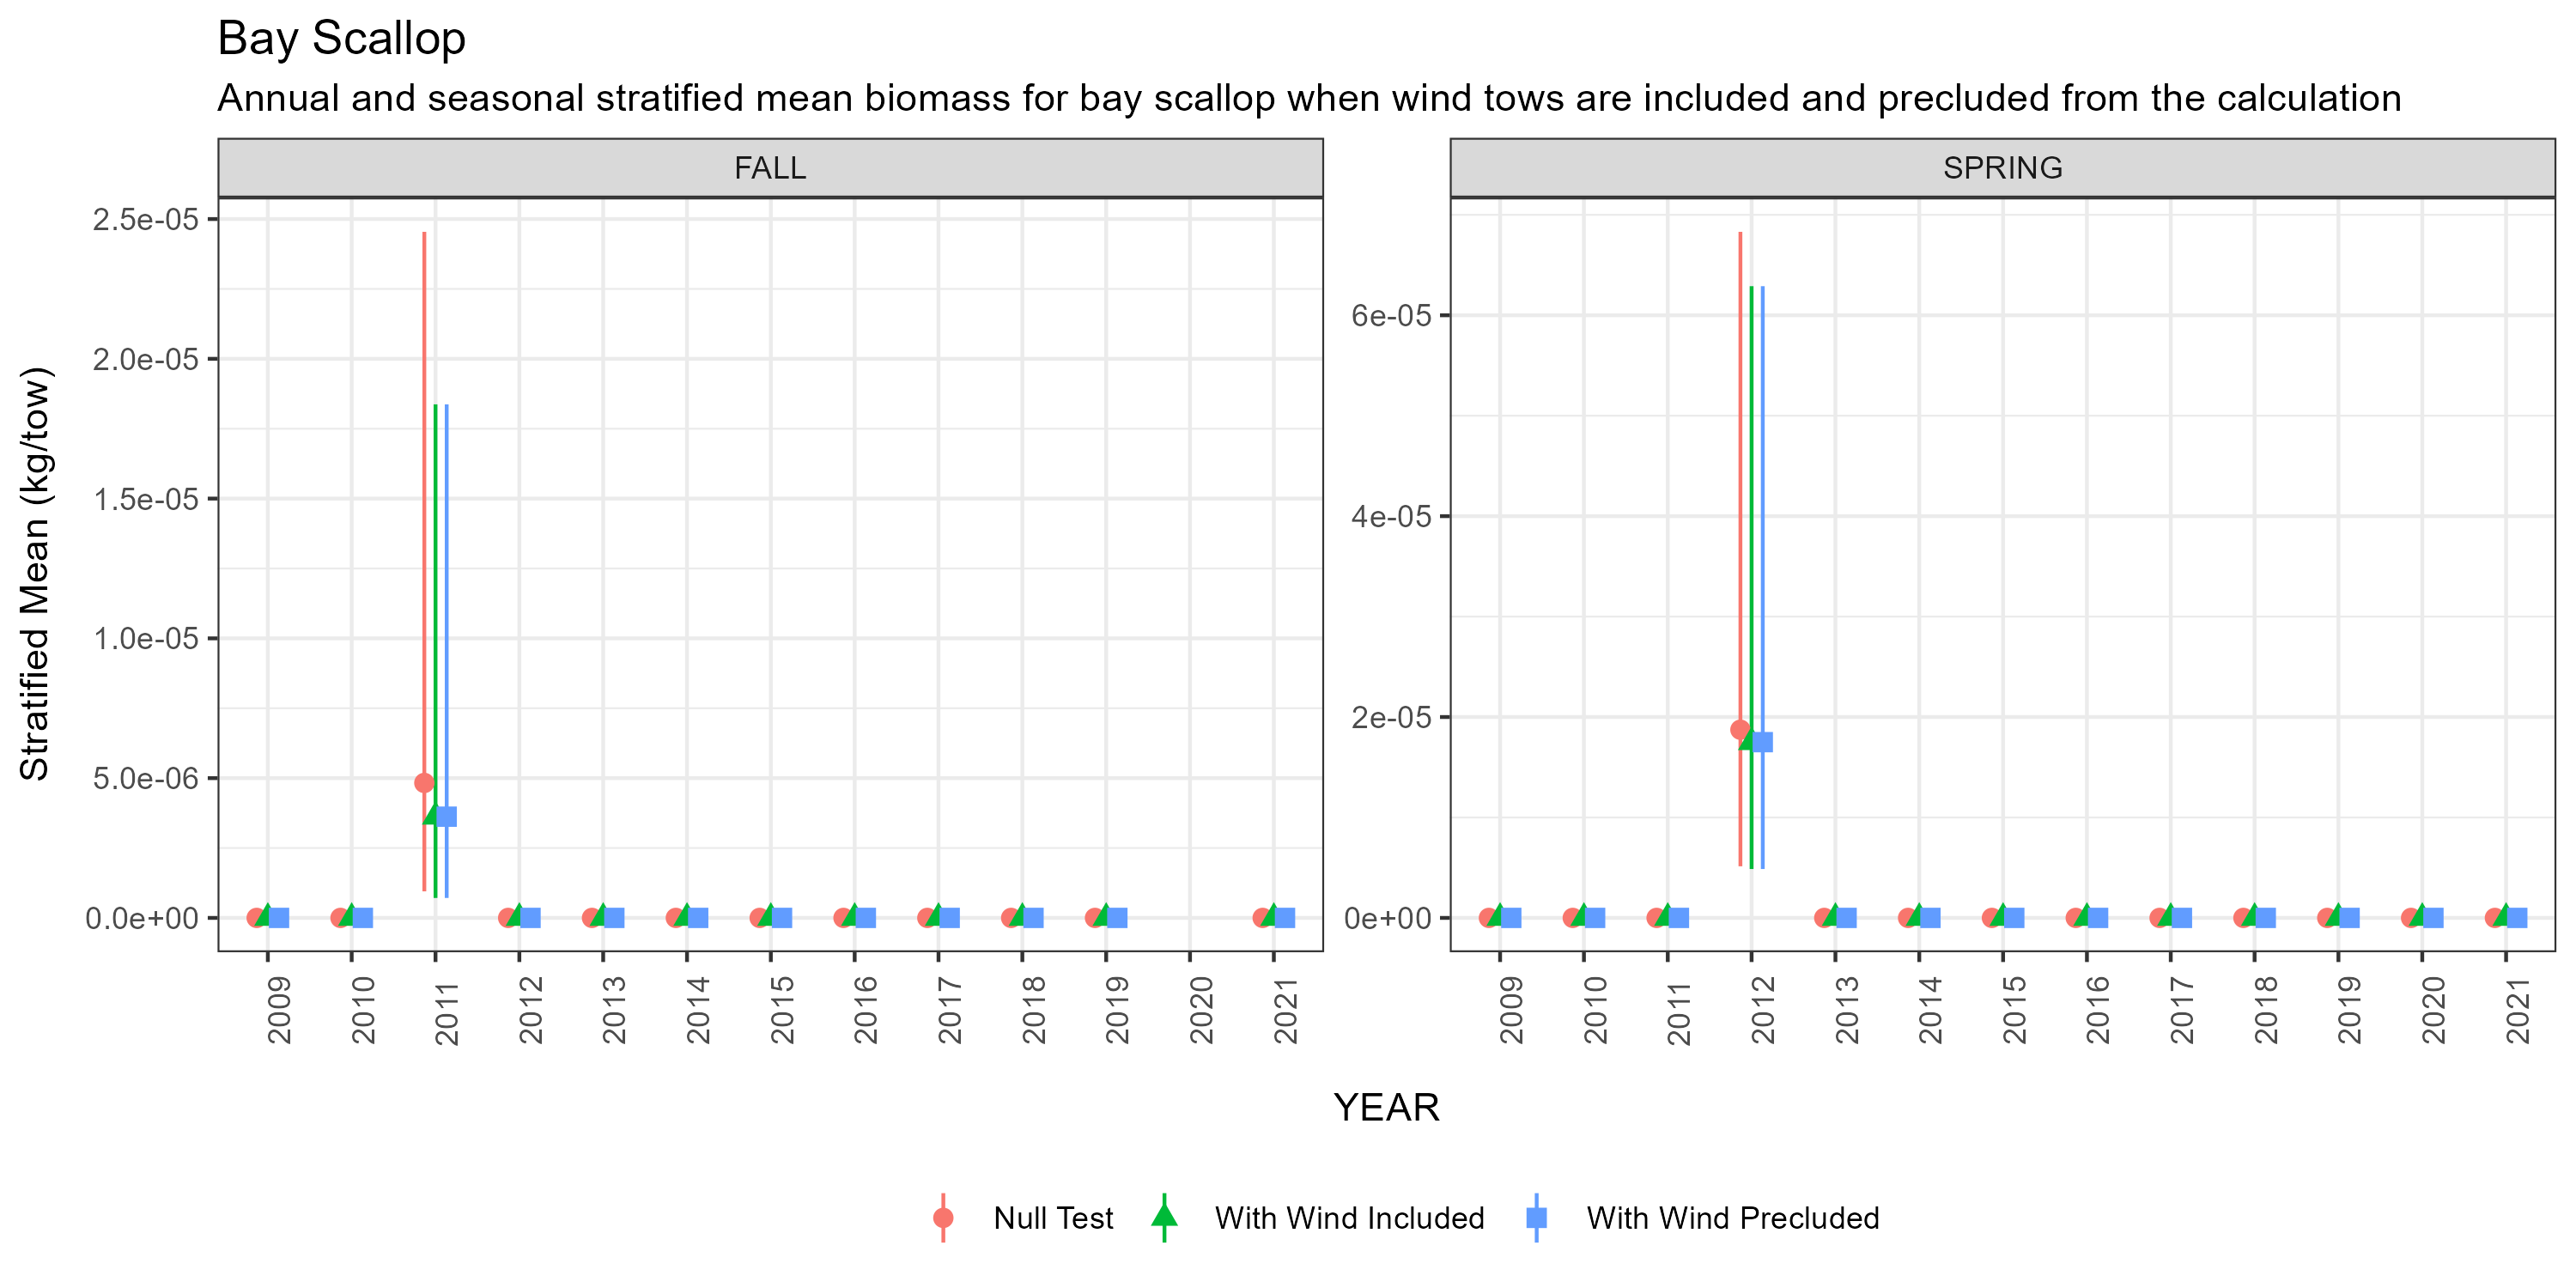 Bay Scallop
Annual and seasonal stratified mean biomass for bay scallop when wind tows are included and precluded from the calculation
FALL
SPRING
Stratified Mean (kg/tow)
2.5e-05
2.0e-05
1.5e-05
1.0e-05
5.0e-06
0.0e+00
6e-05
4e-05
2e-05
0e+00
2009 2010 2011 2012 2013 2014 2015 2016 2017 2018 2019 2020 2021
2009 2010 2011 2012 2013 2014 2015 2016 2017 2018 2019 2020 2021
YEAR
Null Test
With Wind Included
With Wind Precluded